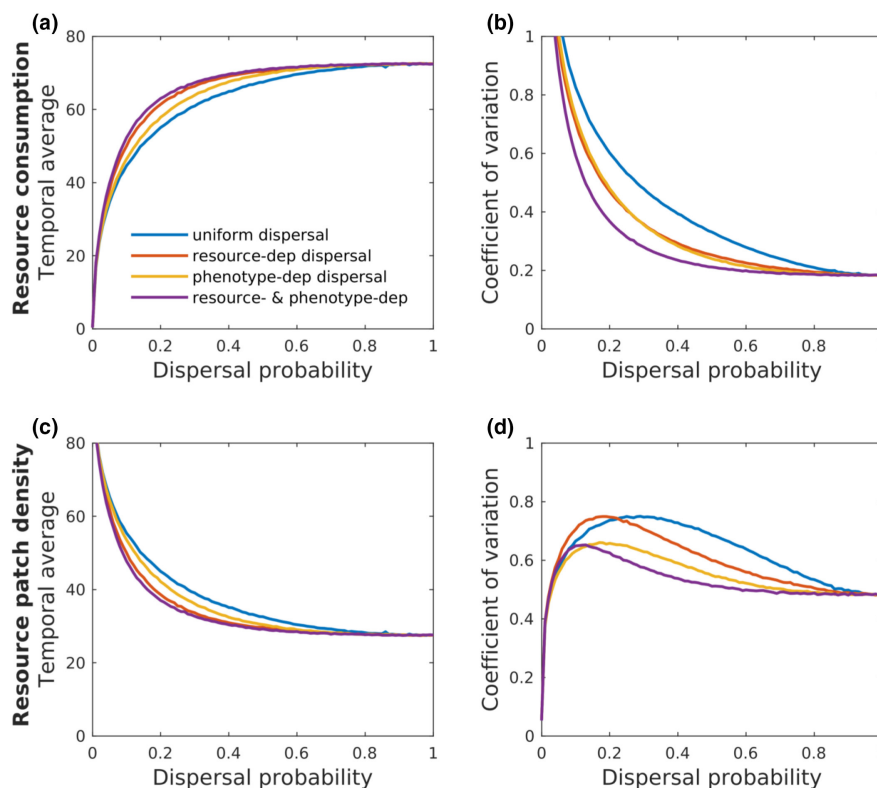 (a)
Resource consumption
Temporal average
80
60
40
20
0
uniform dispersal
resource-dep dispersal
phenotype-dep dispersal
resource- & phenotype-dep
0 0.2 0.4 0.6 0.8 1
Dispersal probability
(b)
Coefficient of variation
1
0.8
0.6
0.4
0.2
0
0 0.2 0.4 0.6 0.8
Dispersal probability
(c)
Resource patch density
Temporal average
80
60
40
20
0
0 0.2 0.4 0.6 0.8 1
Dispersal probability
(d)
Coefficient of variation
1
0.8
0.6
0.4
0.2
0
0 0.2 0.4 0.6 0.8
Dispersal probability